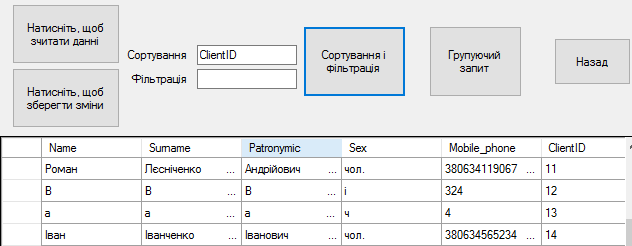 Натисніть, щоб
зчитати данні
Натисніть, щоб
зберегти зміни
Сортування ClientID
Фільтрація
Сортування і
фільтрація
Групуючий
запит
Назад
Name Surname Patronymic Sex Mobile_phone ClientID
Роман Лєсніченко ... Андрійович ... чол. 380634119067 ... 11
В В ... В ... і 324 12
а а ... а ... ч 4 13
Іван Іванченко ... Іванович ... чол. 380634565234 ... 14